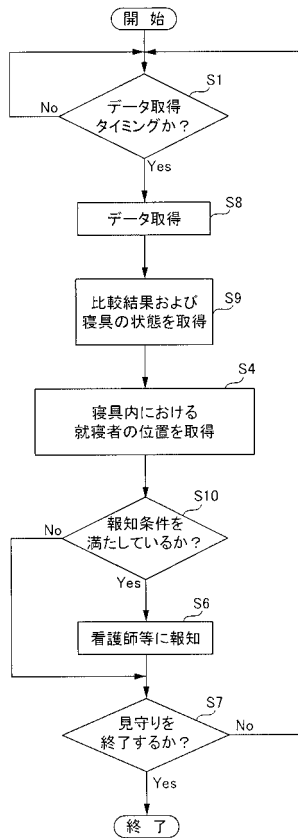 開 始
S1
No
データ取得
タイミングか？
Yes
S8
データ取得
S9
比較結果および
寝具の状態を取得
S4
寝具内における
就寝者の位置を取得
S10
No
報知条件を
満たしているか？
Yes
S6
看護師等に報知
S7
見守りを
終了するか？
No
Yes
終 了